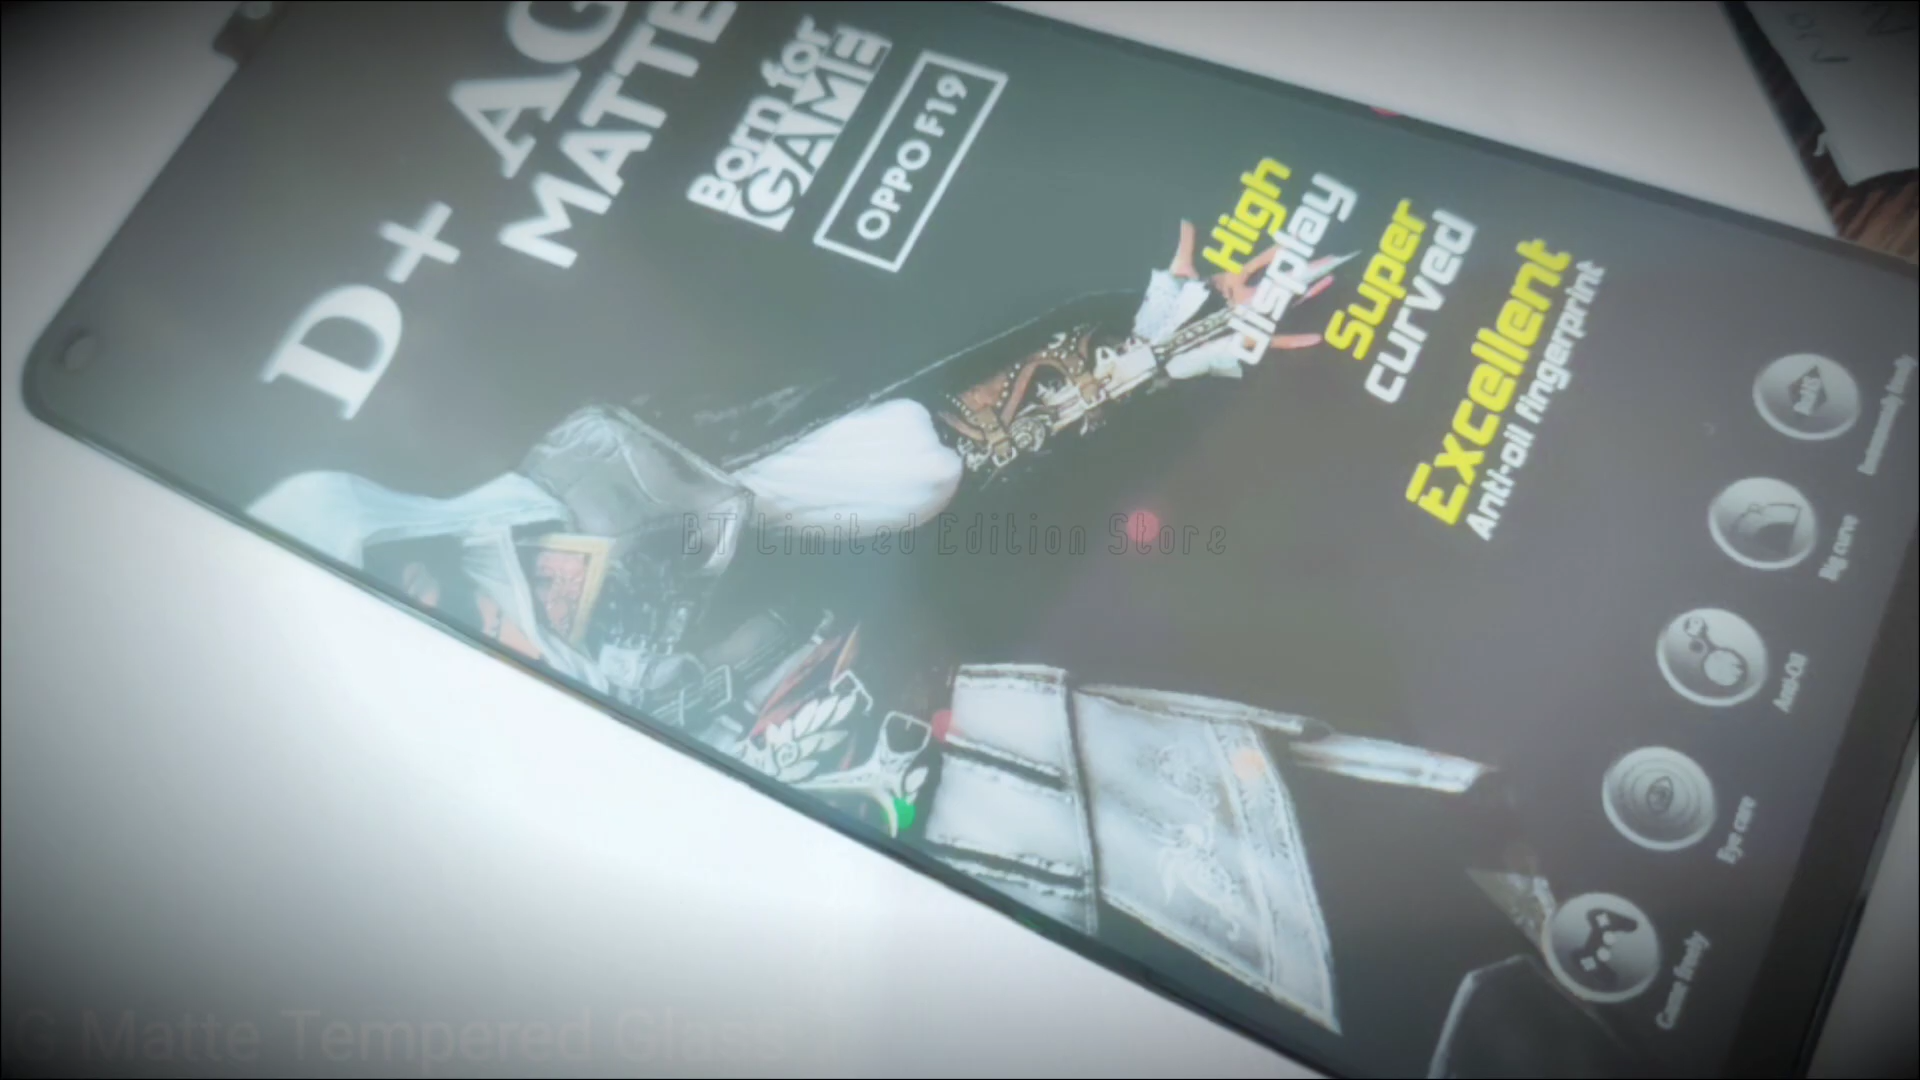 D+
AG
MATTE
Born for
GAME
OPPO F19
High
display
Super
curved
Excellent
Anti-oil fingerprint
RoHS
Big curve
Anti-Oil
Eye care
Game Ready
BT Limited Edition Store
G Matte Tempered Glass